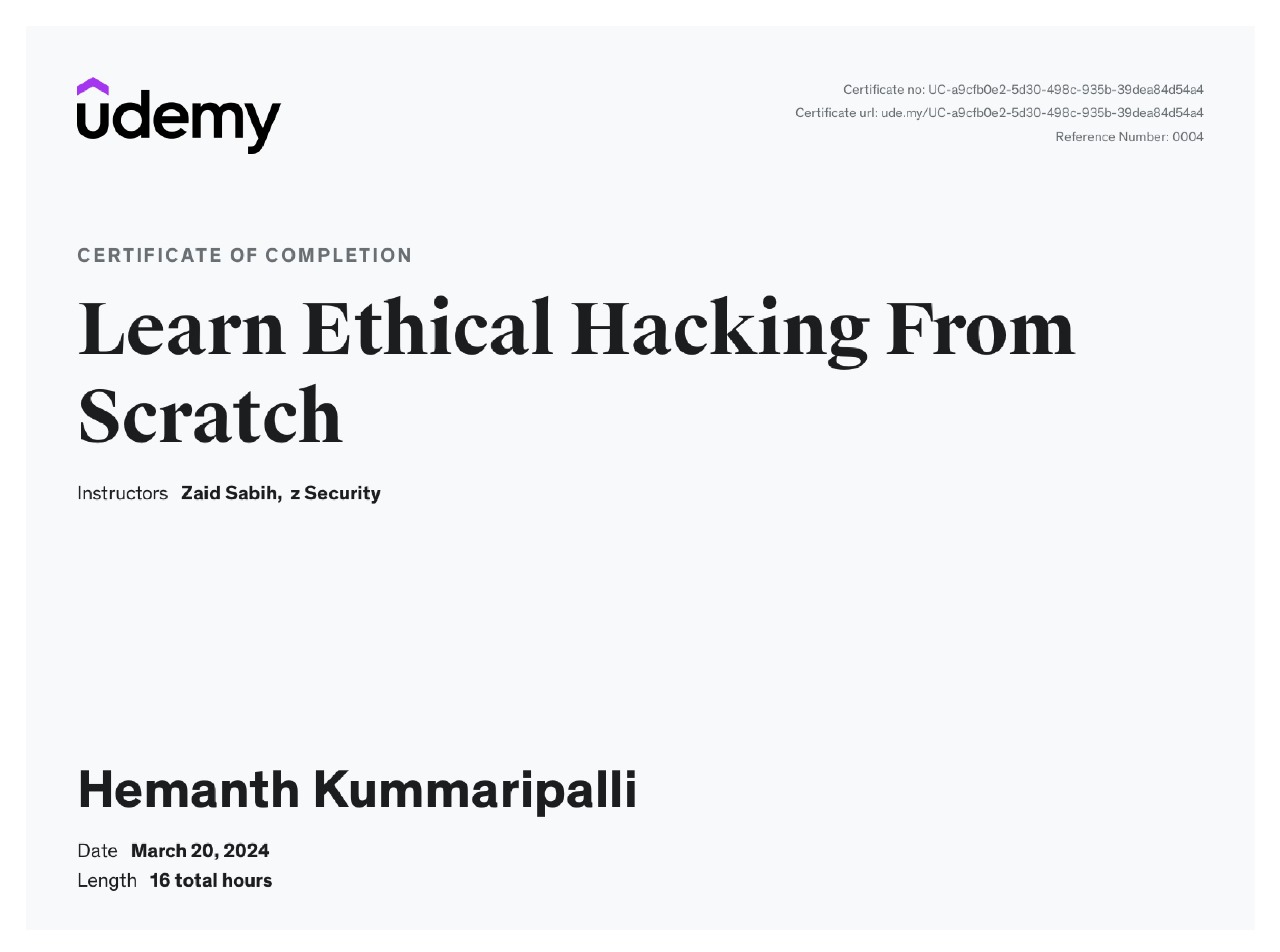 udemy
Certificate no: UC-a9cfb0e2-5d30-498c-935b-39dea84d54a4
Certificate url: ude.my/UC-a9cfb0e2-5d30-498c-935b-39dea84d54a4
Reference Number: 0004
CERTIFICATE OF COMPLETION
Learn Ethical Hacking From
Scratch
Instructors Zaid Sabih, z Security
Hemanth Kummaripalli
Date March 20, 2024
Length 16 total hours